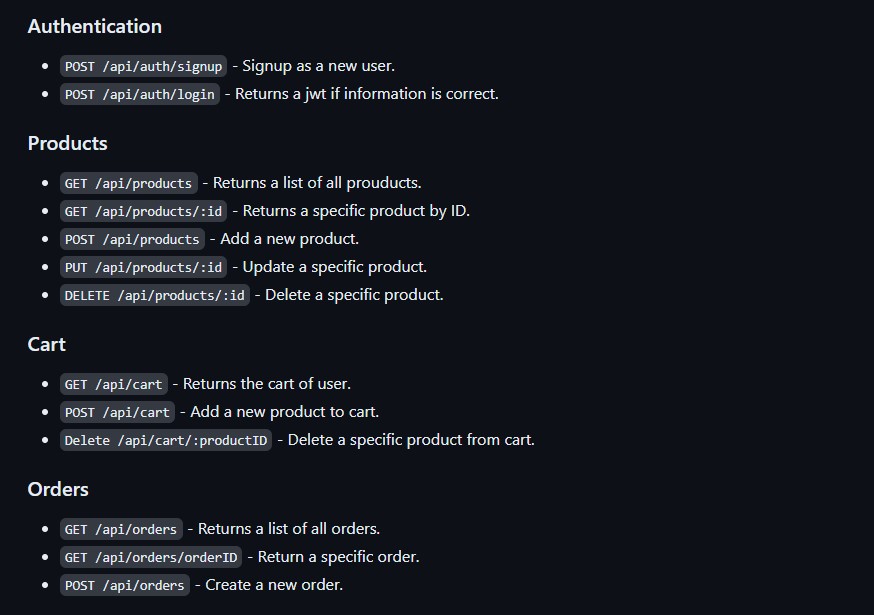 Authentication
POST /api/auth/signup - Signup as a new user.
POST /api/auth/login - Returns a jwt if information is correct.
Products
GET /api/products - Returns a list of all prouducts.
GET /api/products/:id - Returns a specific product by ID.
POST /api/products - Add a new product.
PUT /api/products/:id - Update a specific product.
DELETE /api/products/:id - Delete a specific product.
Cart
GET /api/cart - Returns the cart of user.
POST /api/cart - Add a new product to cart.
Delete /api/cart/:productID - Delete a specific product from cart.
Orders
GET /api/orders - Returns a list of all orders.
GET /api/orders/orderID - Return a specific order.
POST /api/orders - Create a new order.